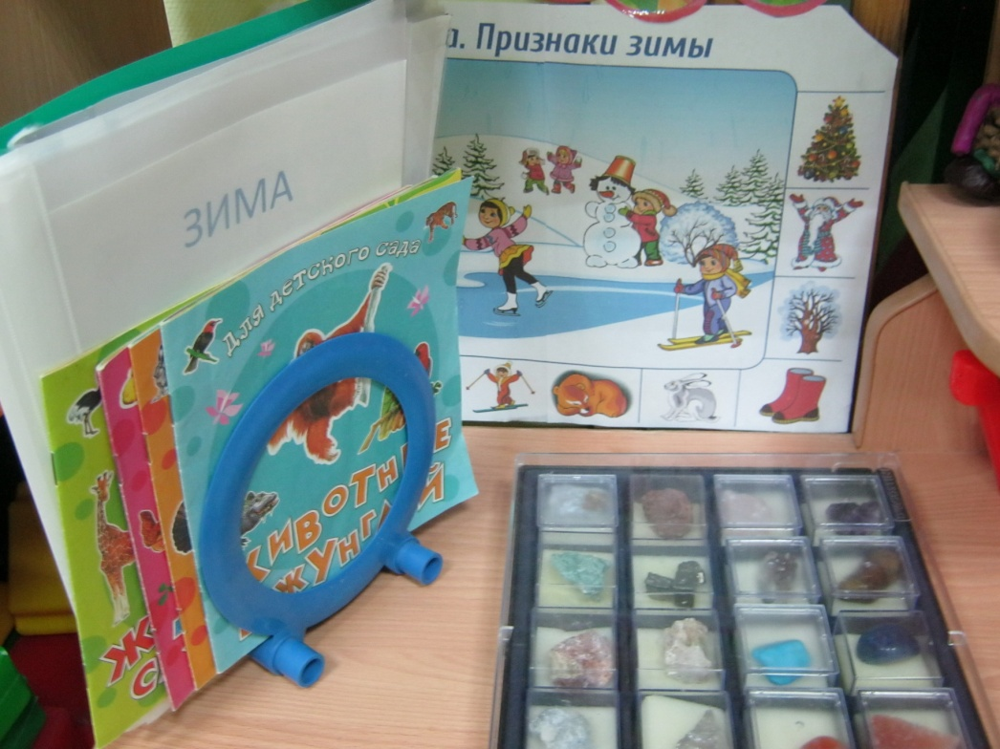 а. Признаки зимы
ЗИМА
Для детского сада
ЖИВОТНЫЕ
ДЖУНГЛЕЙ